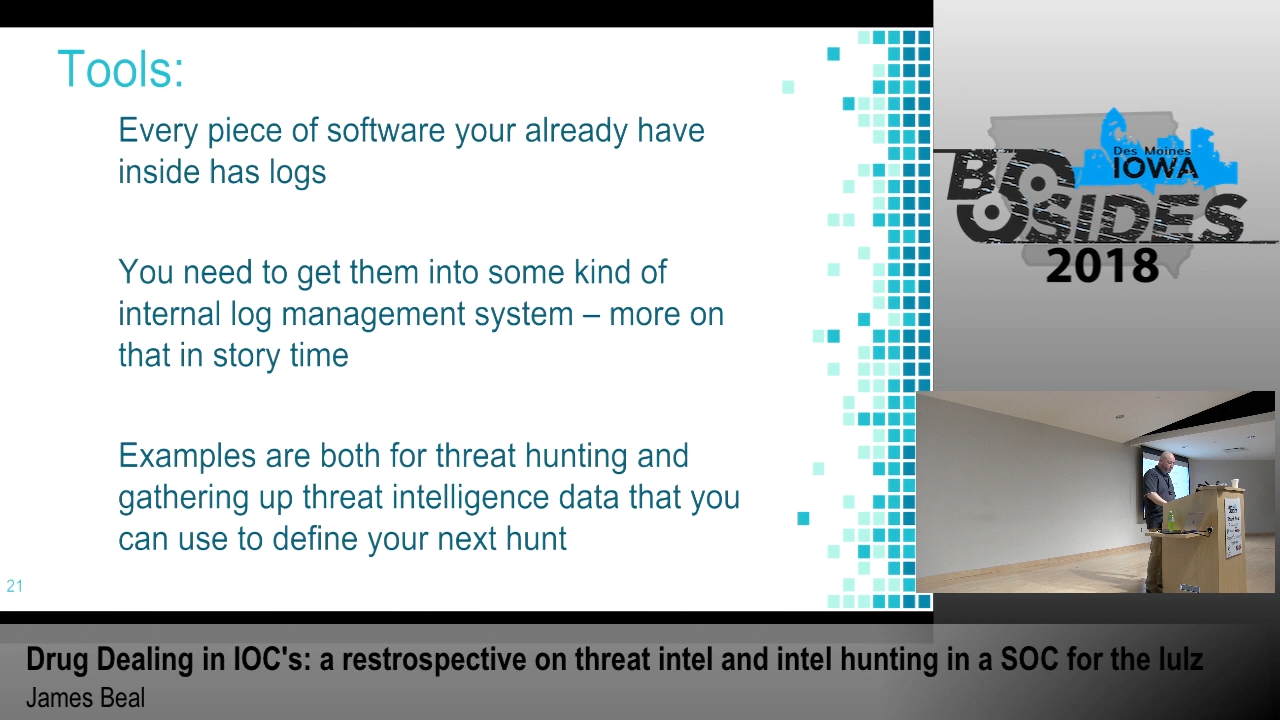 Tools:
Every piece of software your already have
inside has logs
You need to get them into some kind of
internal log management system – more on
that in story time
Examples are both for threat hunting and
gathering up threat intelligence data that you
can use to define your next hunt
21
Des Moines
IOWA
BSIDES
2018
Drug Dealing in IOC's: a restrospective on threat intel and intel hunting in a SOC for the lulz
James Beal